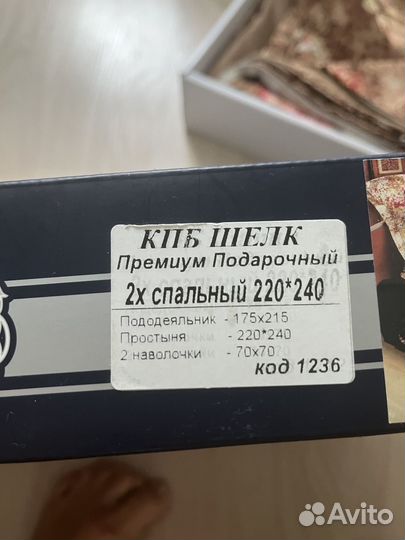 КПБ ШЕЛК
Премиум Подарочный
2х спальный 220*240
Пододеяльник - 175х215
Простыня - 220*240
2 наволочки - 70х70
код 1236
Avito